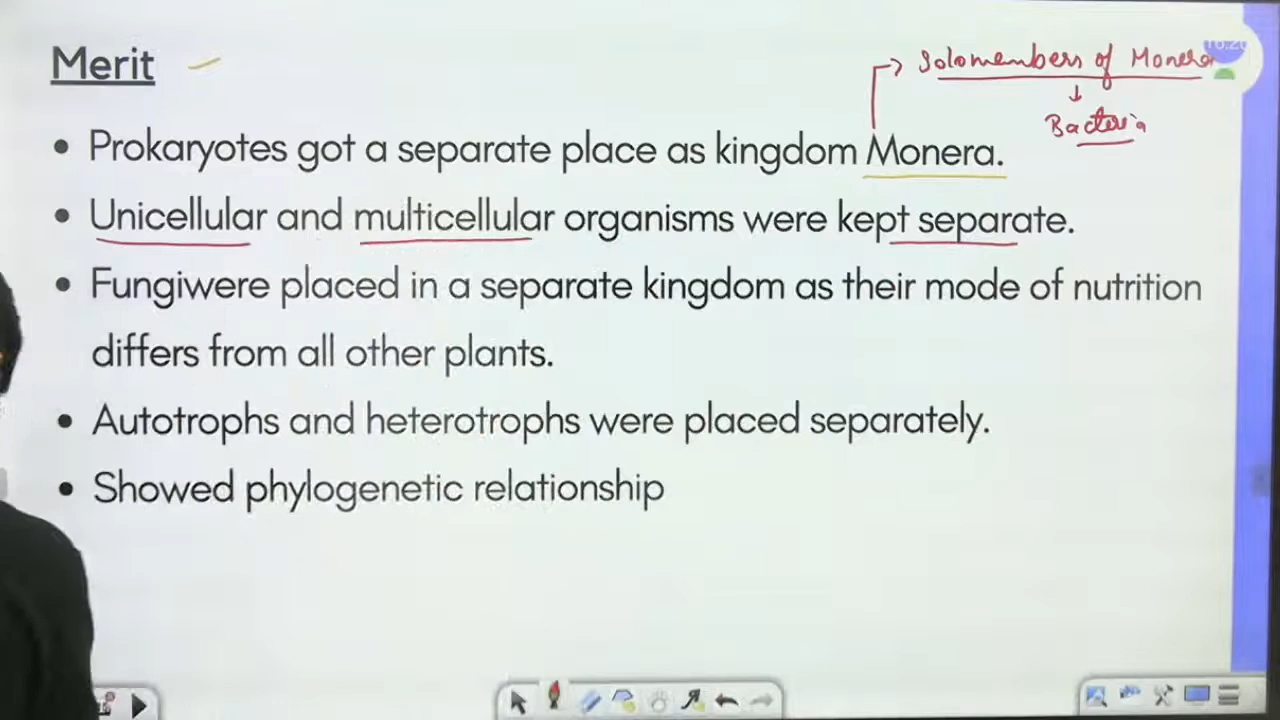 Merit
Solomembers of Monera
Bacteria
• Prokaryotes got a separate place as kingdom Monera.
• Unicellular and multicellular organisms were kept separate.
• Fungiwere placed in a separate kingdom as their mode of nutrition
differs from all other plants.
• Autotrophs and heterotrophs were placed separately.
• Showed phylogenetic relationship